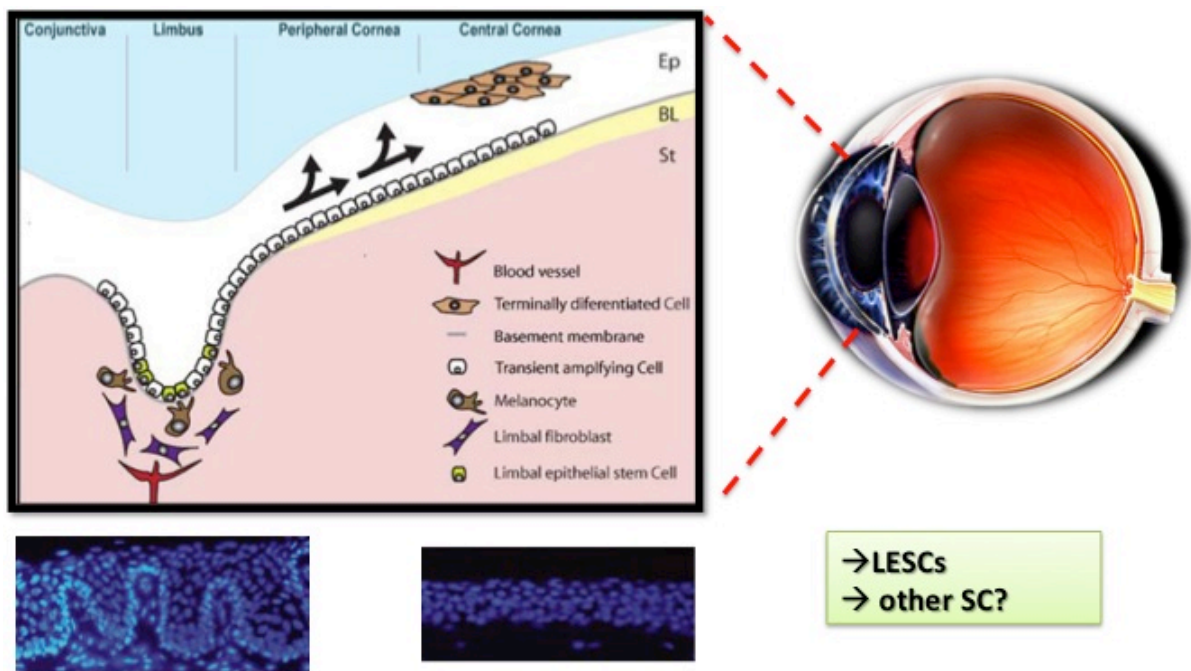 Conjunctiva Limbus Peripheral Cornea Central Cornea
Ep
BL
St
Blood vessel
Terminally diferentiated Cell
Basement membrane
Transient amplfying Cell
Melanocyte
Limbal fibroblast
Limbal epithelial stem Cell
→LESCs
→ other SC?